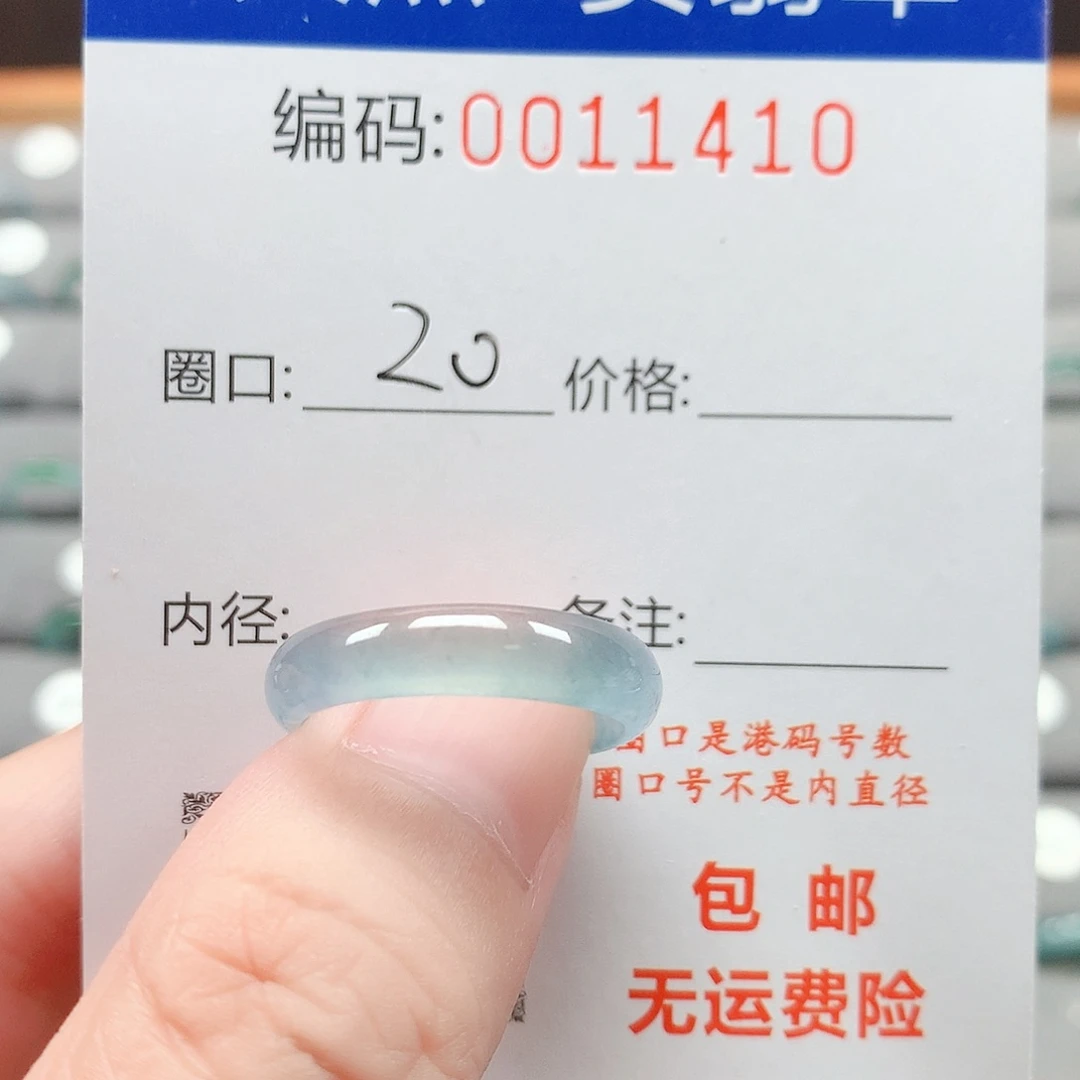 编码:0011410
圈口: 20 价格:
内径: 备注:
圈口是港码号数
圈口号不是内直径
包 邮
无运费险